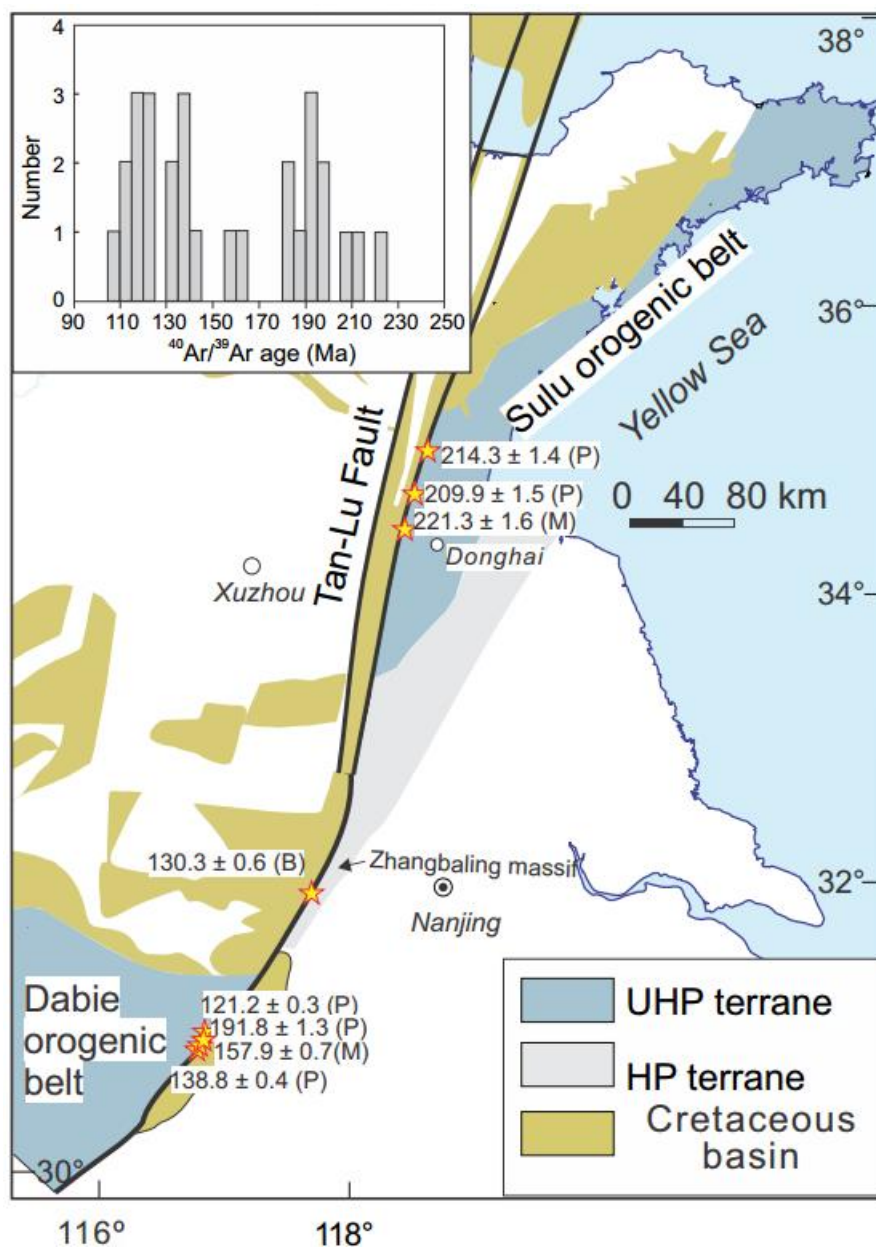 4
3
2
1
0
Number
90 110 130 150 170 190 210 230 250
⁴⁰Ar/³⁹Ar age (Ma)
38°
36°
34°
32°
30°
116°
118°
Sulu orogenic belt
Yellow Sea
Tan-Lu Fault
214.3 ± 1.4 (P)
209.9 ± 1.5 (P)
221.3 ± 1.6 (M)
0 40 80 km
Donghai
Xuzhou
130.3 ± 0.6 (B)
Zhangbaling massif
Nanjing
Dabie
orogenic
belt
121.2 ± 0.3 (P)
191.8 ± 1.3 (P)
157.9 ± 0.7(M)
138.8 ± 0.4 (P)
UHP terrane
HP terrane
Cretaceous
basin